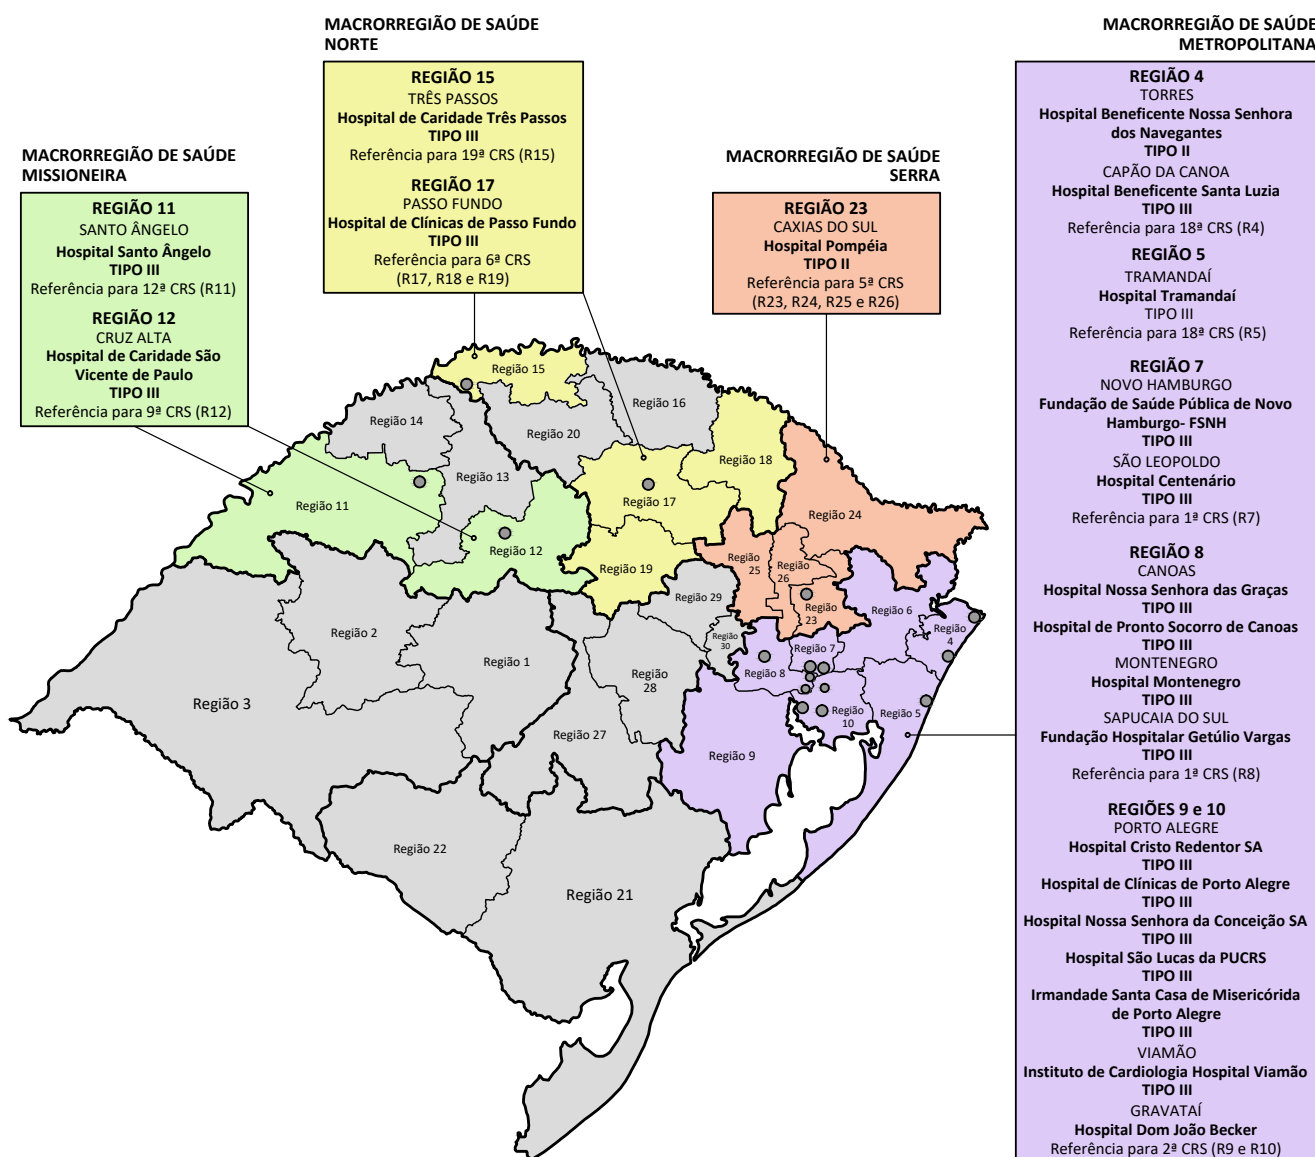 MACRORREGIÃO DE SAÚDE
NORTE
REGIÃO 15
TRÊS PASSOS
Hospital de Caridade Três Passos
TIPO III
Referência para 19ª CRS (R15)
REGIÃO 17
PASSO FUNDO
Hospital de Clínicas de Passo Fundo
TIPO III
Referência para 6ª CRS
(R17, R18 e R19)
MACRORREGIÃO DE SAÚDE
MISSIONEIRA
REGIÃO 11
SANTO ÂNGELO
Hospital Santo Ângelo
TIPO III
Referência para 12ª CRS (R11)
REGIÃO 12
CRUZ ALTA
Hospital de Caridade São
Vicente de Paulo
TIPO III
Referência para 9ª CRS (R12)
MACRORREGIÃO DE SAÚDE
SERRA
REGIÃO 23
CAXIAS DO SUL
Hospital Pompéia
TIPO II
Referência para 5ª CRS
(R23, R24, R25 e R26)
MACRORREGIÃO DE SAÚDE
METROPOLITANA
REGIÃO 4
TORRES
Hospital Beneficente Nossa Senhora
dos Navegantes
TIPO II
CAPÃO DA CANOA
Hospital Beneficente Santa Luzia
TIPO III
Referência para 18ª CRS (R4)
REGIÃO 5
TRAMANDAÍ
Hospital Tramandaí
TIPO III
Referência para 18ª CRS (R5)
REGIÃO 7
NOVO HAMBURGO
Fundação de Saúde Pública de Novo
Hamburgo- FSNH
TIPO III
SÃO LEOPOLDO
Hospital Centenário
TIPO III
Referência para 1ª CRS (R7)
REGIÃO 8
CANOAS
Hospital Nossa Senhora das Graças
TIPO III
Hospital de Pronto Socorro de Canoas
TIPO III
MONTENEGRO
Hospital Montenegro
TIPO III
SAPUCAIA DO SUL
Fundação Hospitalar Getúlio Vargas
TIPO III
Referência para 1ª CRS (R8)
REGIÕES 9 e 10
PORTO ALEGRE
Hospital Cristo Redentor SA
TIPO III
Hospital de Clínicas de Porto Alegre
TIPO III
Hospital Nossa Senhora da Conceição SA
TIPO III
Hospital São Lucas da PUCRS
TIPO III
Irmandade Santa Casa de Misericórida
de Porto Alegre
TIPO III
VIAMÃO
Instituto de Cardiologia Hospital Viamão
TIPO III
GRAVATAÍ
Hospital Dom João Becker
Referência para 2ª CRS (R9 e R10)
Região 15
Região 16
Região 14
Região 20
Região 18
Região 13
Região 11
Região 17
Região 24
Região 12
Região 19
Região
25
Região
26
Região
23
Região 29
Região 6
Região
4
Região 2
Região
30
Região 7
Região 1
Região 8
Região
28
Região 3
Região
10
Região 5
Região 27
Região 9
Região 22
Região 21